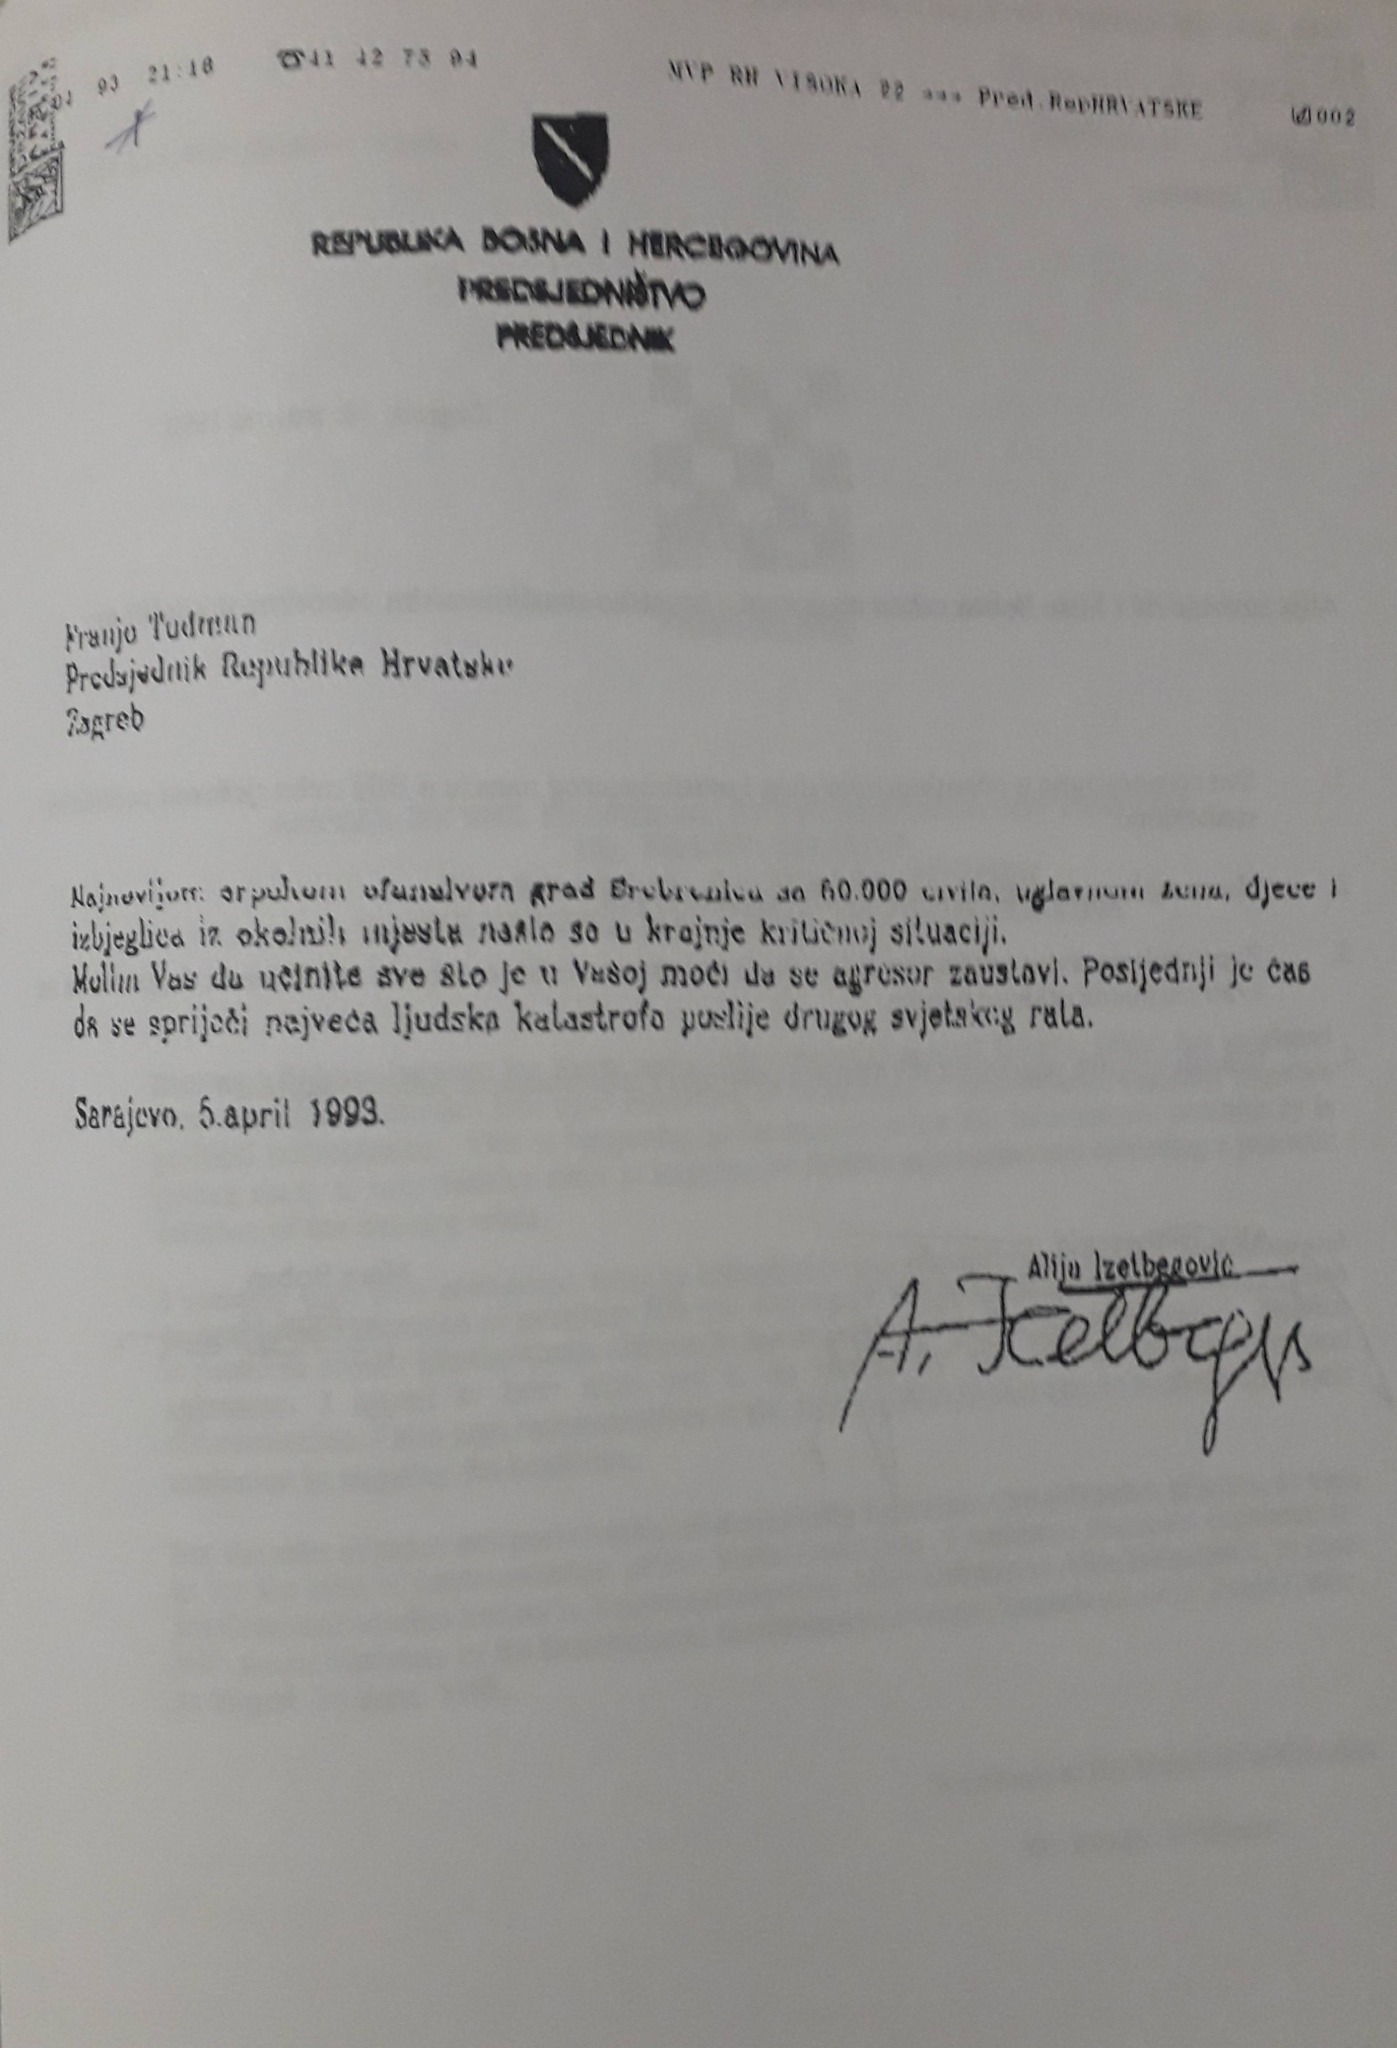 93 21:16 ☎41 42 73 94 MVP RH VISOKA 22 Pred.RepHRVATSKE 002
REPUBLIKA BOSNA I HERCEGOVINA
PREDSJEDNIŠTVO
PREDSJEDNIK
Franjo Tuđman
Predsjednik Republike Hrvatske
Zagreb
Najnovijom srpskom ofanzivom grad Srebrenica sa 60.000 civila, uglavnom žena, djece i
izbjeglica iz okolnih mjesta našlo se u krajnje kritičnoj situaciji.
Molim Vas da učinite sve što je u Vašoj moći da se agresor zaustavi. Posljednji je čas
da se spriječi najveća ljudska katastrofa poslije drugog svjetskog rata.
Sarajevo, 5.april 1993.
Alija Izetbegović
A. Izetbegović